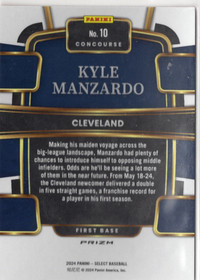 PANINI
No. 10
CONCOURSE
KYLE
MANZARDO
CLEVELAND
Making his maiden voyage across the
big-league landscape, Manzardo had plenty of
chances to introduce himself to opposing middle
infielders. Odds are he'll be seeing a lot more
of them in the near future. From May 18-24,
the Cleveland newcomer delivered a double
in five straight games, a franchise record for
a player in his first season.
FIRST BASE
PRIZM
2024 PANINI - SELECT BASEBALL
© 2024 Panini America, Inc.